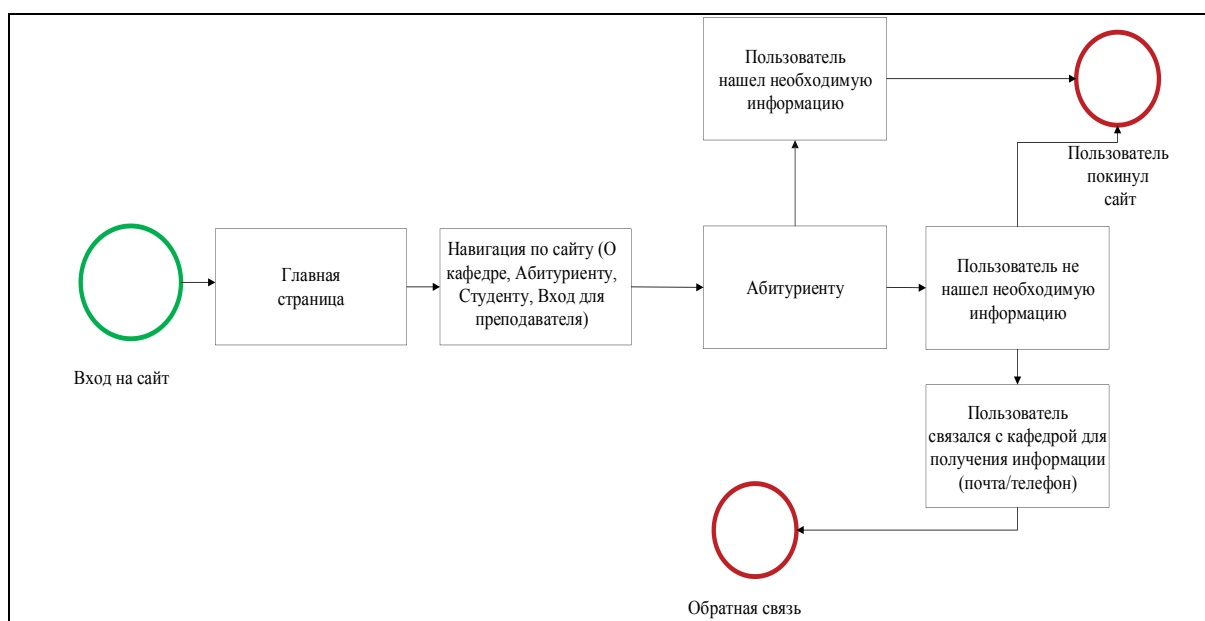 Пользователь
нашел необходимую
информацию
Пользователь
покинул
сайт
Вход на сайт
Главная
страница
Навигация по сайту (О
кафедре, Абитуриенту,
Студенту, Вход для
преподавателя)
Абитуриенту
Пользователь не
нашел необходимую
информацию
Пользователь
связался с кафедрой для
получения информации
(почта/телефон)
Обратная связь